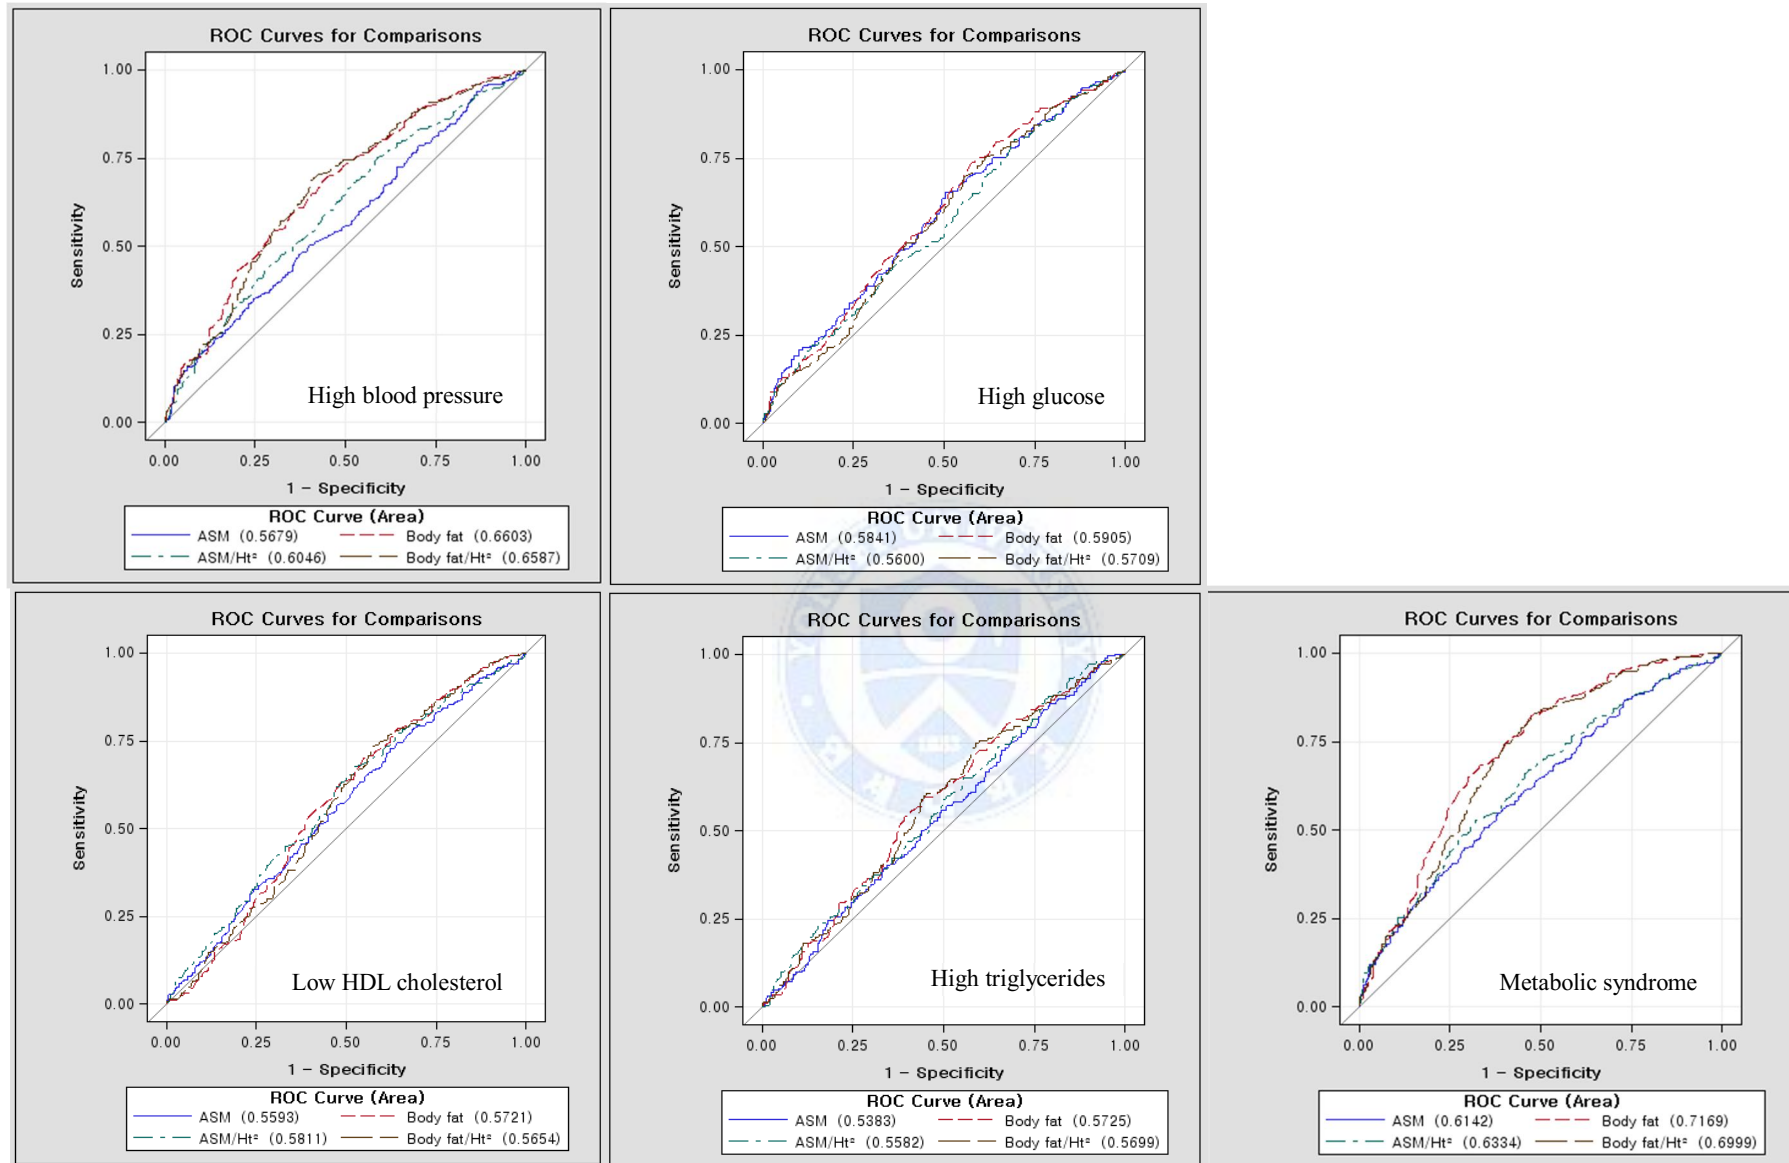 ROC Curves for Comparisons
1.00
0.75
0.50
0.25
0.00
Sensitivity
High blood pressure
0.00 0.25 0.50 0.75 1.00
1 - Specificity
ROC Curve (Area)
ASM (0.5679) Body fat (0.6603)
ASM/Ht² (0.6046) Body fat/Ht² (0.6587)
ROC Curves for Comparisons
1.00
0.75
0.50
0.25
0.00
Sensitivity
High glucose
0.00 0.25 0.50 0.75 1.00
1 - Specificity
ROC Curve (Area)
ASM (0.5841) Body fat (0.5905)
ASM/Ht² (0.5600) Body fat/Ht² (0.5709)
ROC Curves for Comparisons
1.00
0.75
0.50
0.25
0.00
Sensitivity
Low HDL cholesterol
0.00 0.25 0.50 0.75 1.00
1 - Specificity
ROC Curve (Area)
ASM (0.5593) Body fat (0.5721)
ASM/Ht² (0.5811) Body fat/Ht² (0.5654)
ROC Curves for Comparisons
1.00
0.75
0.50
0.25
0.00
Sensitivity
High triglycerides
0.00 0.25 0.50 0.75 1.00
1 - Specificity
ROC Curve (Area)
ASM (0.5383) Body fat (0.5725)
ASM/Ht² (0.5582) Body fat/Ht² (0.5699)
ROC Curves for Comparisons
1.00
0.75
0.50
0.25
0.00
Sensitivity
Metabolic syndrome
0.00 0.25 0.50 0.75 1.00
1 - Specificity
ROC Curve (Area)
ASM (0.6142) Body fat (0.7169)
ASM/Ht² (0.6334) Body fat/Ht² (0.6999)